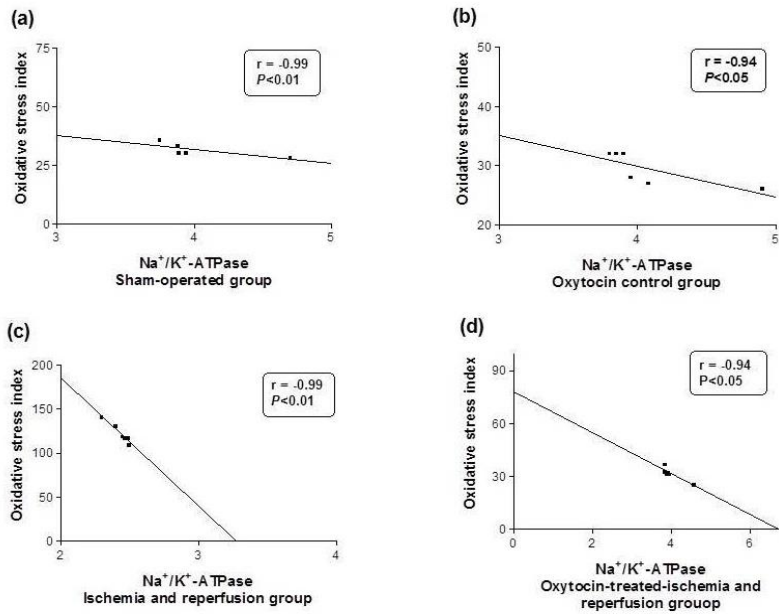 (a)
75
50
25
0
Oxidative stress index
r = -0.99
P<0.01
3 4 5
Na⁺/K⁺-ATPase
Sham-operated group
(b)
50
40
30
20
Oxidative stress index
r = -0.94
P<0.05
3 4 5
Na⁺/K⁺-ATPase
Oxytocin control group
(c)
200
150
100
50
0
Oxidative stress index
r = -0.99
P<0.01
2 3 4
Na⁺/K⁺-ATPase
Ischemia and reperfusion group
(d)
90
60
30
0
Oxidative stress index
r = -0.94
P<0.05
0 2 4 6
Na⁺/K⁺-ATPase
Oxytocin-treated-ischemia and
reperfusion gruoop